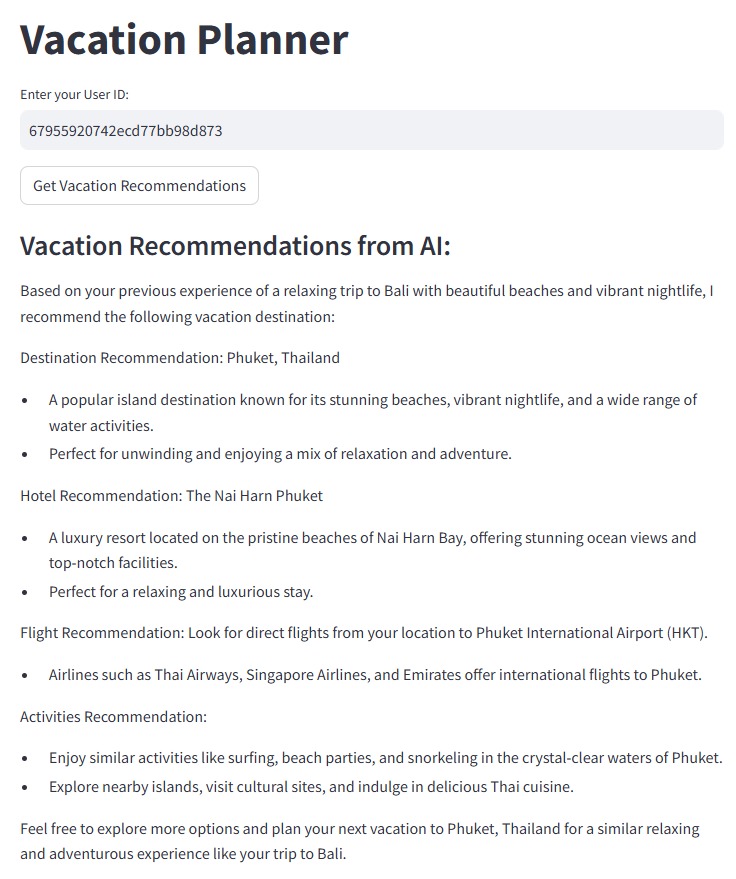 Vacation Planner
Enter your User ID:
67955920742ecd77bb98d873
Get Vacation Recommendations
Vacation Recommendations from AI:
Based on your previous experience of a relaxing trip to Bali with beautiful beaches and vibrant nightlife, I
recommend the following vacation destination:
Destination Recommendation: Phuket, Thailand
• A popular island destination known for its stunning beaches, vibrant nightlife, and a wide range of
water activities.
• Perfect for unwinding and enjoying a mix of relaxation and adventure.
Hotel Recommendation: The Nai Harn Phuket
• A luxury resort located on the pristine beaches of Nai Harn Bay, offering stunning ocean views and
top-notch facilities.
• Perfect for a relaxing and luxurious stay.
Flight Recommendation: Look for direct flights from your location to Phuket International Airport (HKT).
• Airlines such as Thai Airways, Singapore Airlines, and Emirates offer international flights to Phuket.
Activities Recommendation:
• Enjoy similar activities like surfing, beach parties, and snorkeling in the crystal-clear waters of Phuket.
• Explore nearby islands, visit cultural sites, and indulge in delicious Thai cuisine.
Feel free to explore more options and plan your next vacation to Phuket, Thailand for a similar relaxing
and adventurous experience like your trip to Bali.